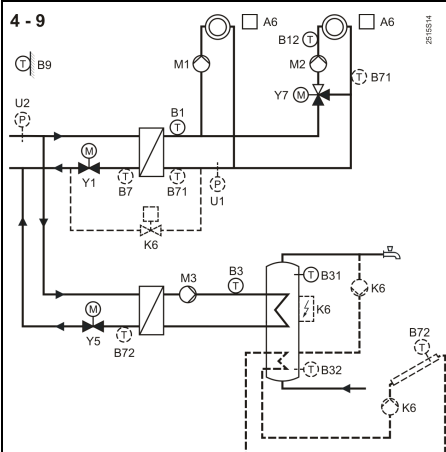 4 - 9
A6
A6
2515S14
B12 T
M1
M2
T B9
T B71
Y7 M
U2
P
B1
T
M
Y1
T
B7
T
B71
P
U1
K6
M3
B3
T
T B31
K6
K6
M
Y5
T
B72
T B32
B72
T
K6